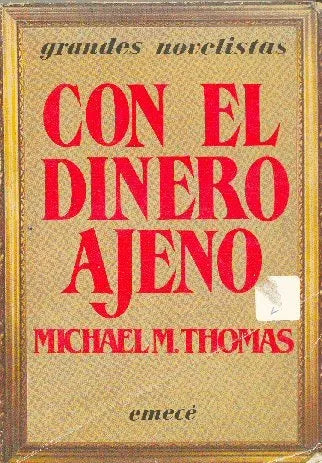 grandes novelistas
CON EL
DINERO
AJENO
MICHAEL M. THOMAS
emecé